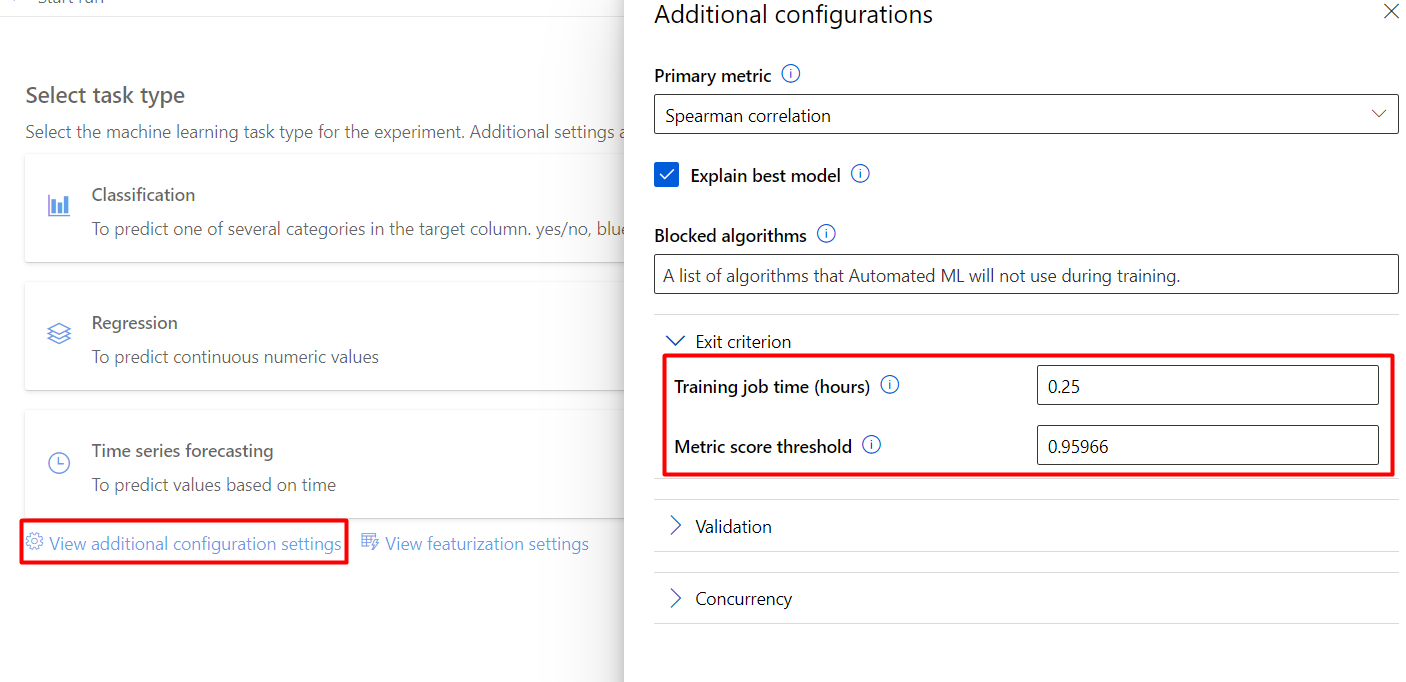 Select task type
Select the machine learning task type for the experiment. Additional settings
Classification
To predict one of several categories in the target column. yes/no, blue
Regression
To predict continuous numeric values
Time series forecasting
To predict values based on time
View additional configuration settings
View featurization settings
Additional configurations
Primary metric
Spearman correlation
Explain best model
Blocked algorithms
A list of algorithms that Automated ML will not use during training.
Exit criterion
Training job time (hours)
0.25
Metric score threshold
0.95966
Validation
Concurrency